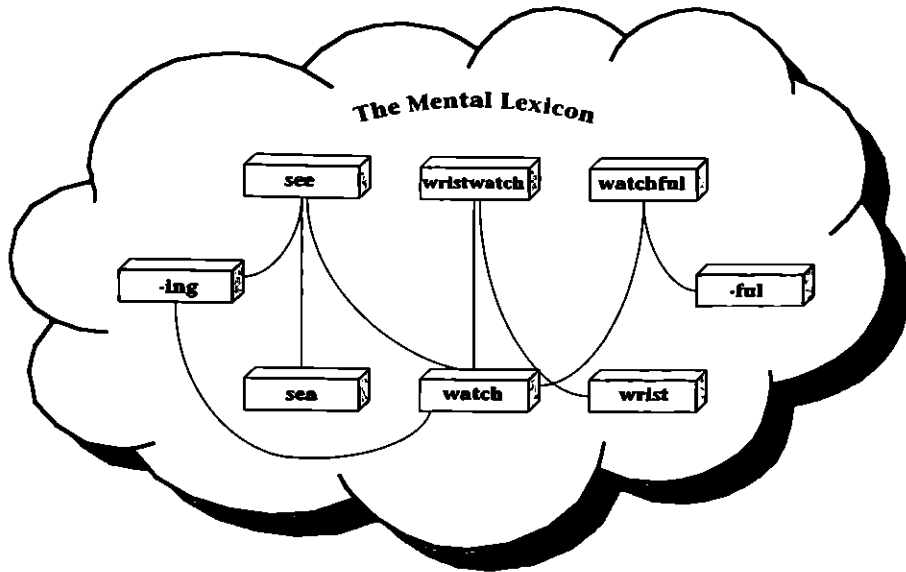 The Mental Lexicon
see wristwatch watchful
-ing -ful
sea watch wrist